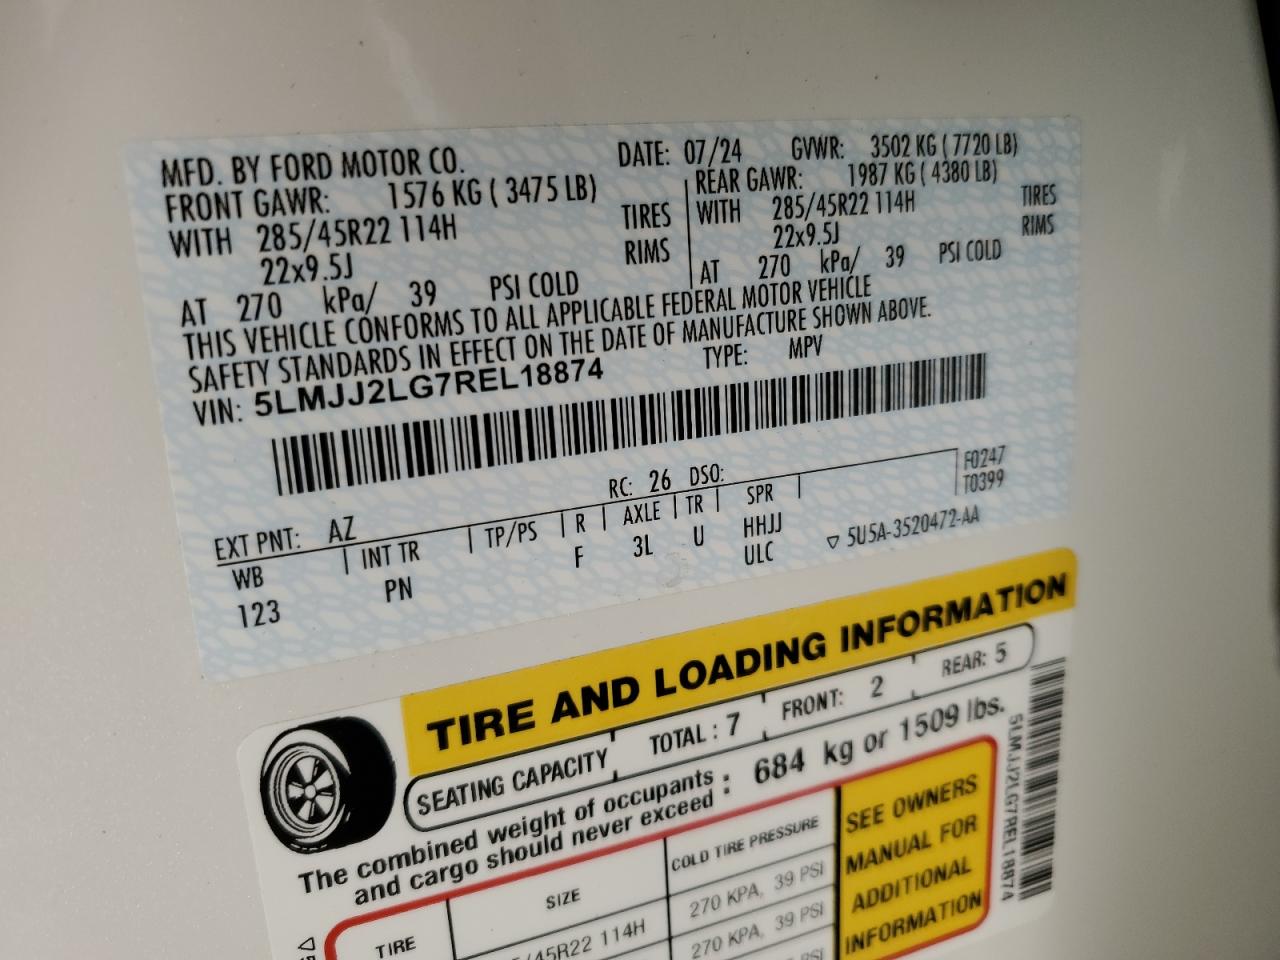 MFD. BY FORD MOTOR CO. DATE: 07/24 GVWR: 3502 KG ( 7720 LB)
FRONT GAWR: 1576 KG ( 3475 LB) REAR GAWR: 1987 KG ( 4380 LB)
WITH 285/45R22 114H TIRES WITH 285/45R22 114H TIRES
22x9.5J RIMS 22x9.5J RIMS
AT 270 kPa/ 39 PSI COLD AT 270 kPa/ 39 PSI COLD
THIS VEHICLE CONFORMS TO ALL APPLICABLE FEDERAL MOTOR VEHICLE
SAFETY STANDARDS IN EFFECT ON THE DATE OF MANUFACTURE SHOWN ABOVE.
VIN: 5LMJJ2LG7REL18874 TYPE: MPV
EXT PNT: AZ RC: 26 DSO: F0247
T0399
WB INT TR TP/PS R AXLE TR SPR
123 PN F 3L U HHJJ
ULC
▽ 5U5A-3520472-AA
TIRE AND LOADING INFORMATION
SEATING CAPACITY TOTAL : 7 FRONT: 2 REAR: 5
The combined weight of occupants and cargo should never exceed : 684 kg or 1509 lbs.
TIRE SIZE COLD TIRE PRESSURE
/45R22 114H 270 KPA, 39 PSI
270 KPA, 39 PSI
SEE OWNERS
MANUAL FOR
ADDITIONAL
INFORMATION
5LMJJ2LG7REL18874